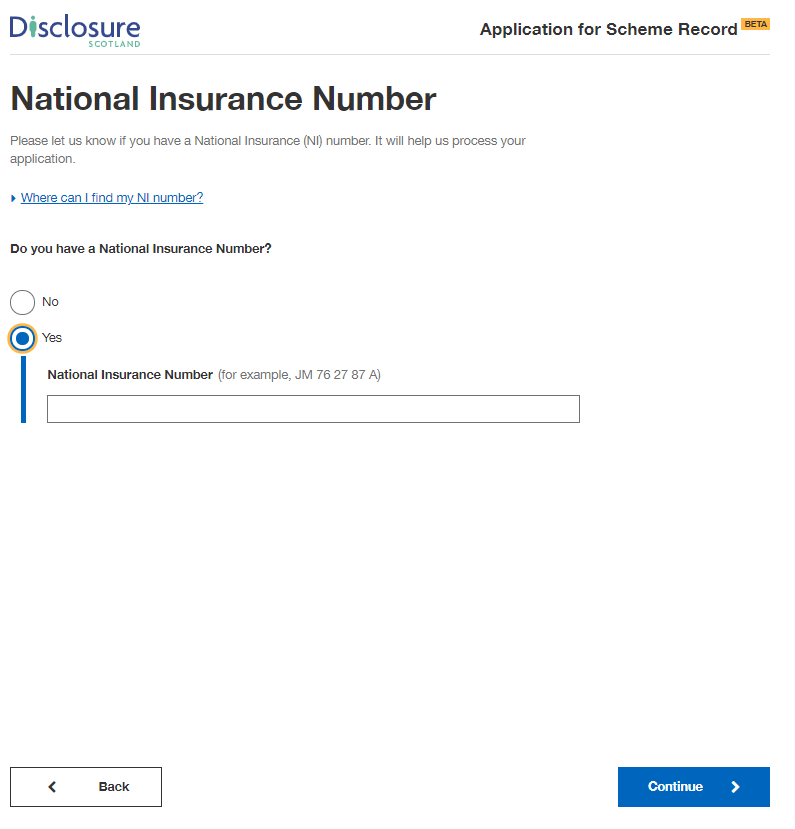 Disclosure
SCOTLAND
Application for Scheme Record BETA
National Insurance Number
Please let us know if you have a National Insurance (NI) number. It will help us process your
application.
Where can I find my NI number?
Do you have a National Insurance Number?
No
Yes
National Insurance Number (for example, JM 76 27 87 A)
Back
Continue